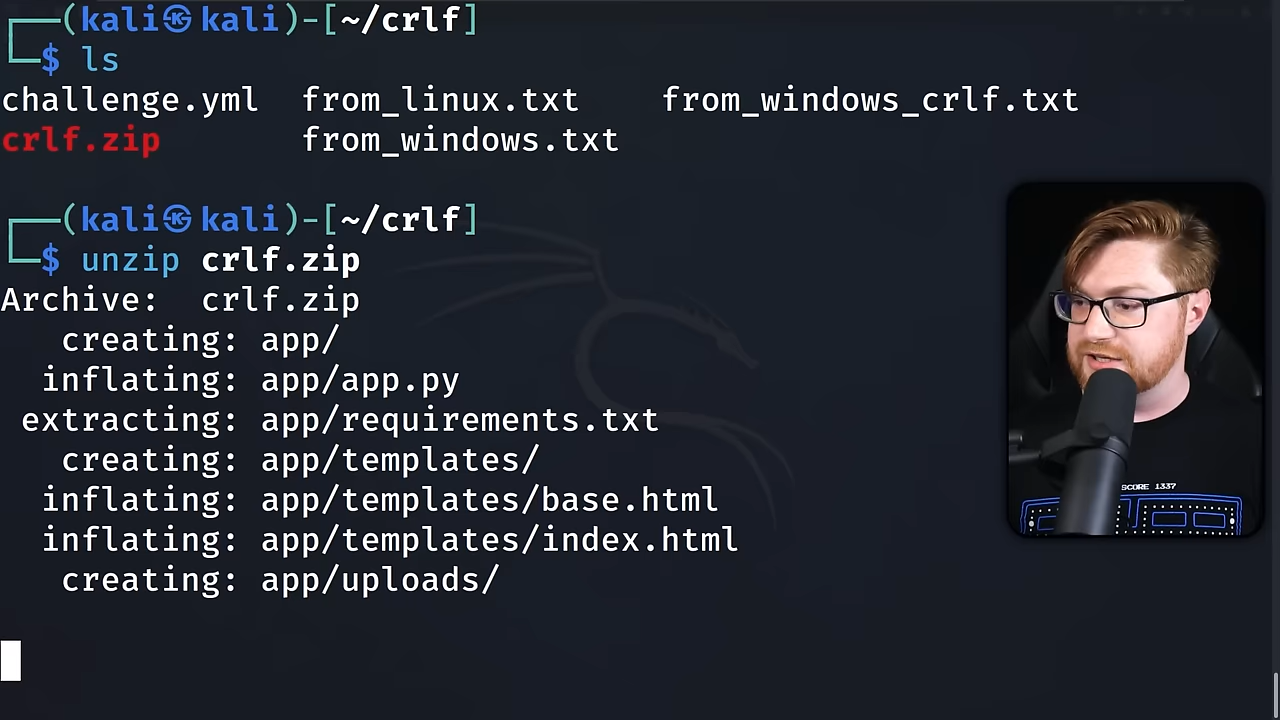 ┌──(kali㉿kali)-[~/crlf]
└─$ ls
challenge.yml  from_linux.txt    from_windows_crlf.txt
crlf.zip       from_windows.txt
┌──(kali㉿kali)-[~/crlf]
└─$ unzip crlf.zip
Archive:  crlf.zip
   creating: app/
  inflating: app/app.py
 extracting: app/requirements.txt
   creating: app/templates/
  inflating: app/templates/base.html
  inflating: app/templates/index.html
   creating: app/uploads/
SCORE 1337